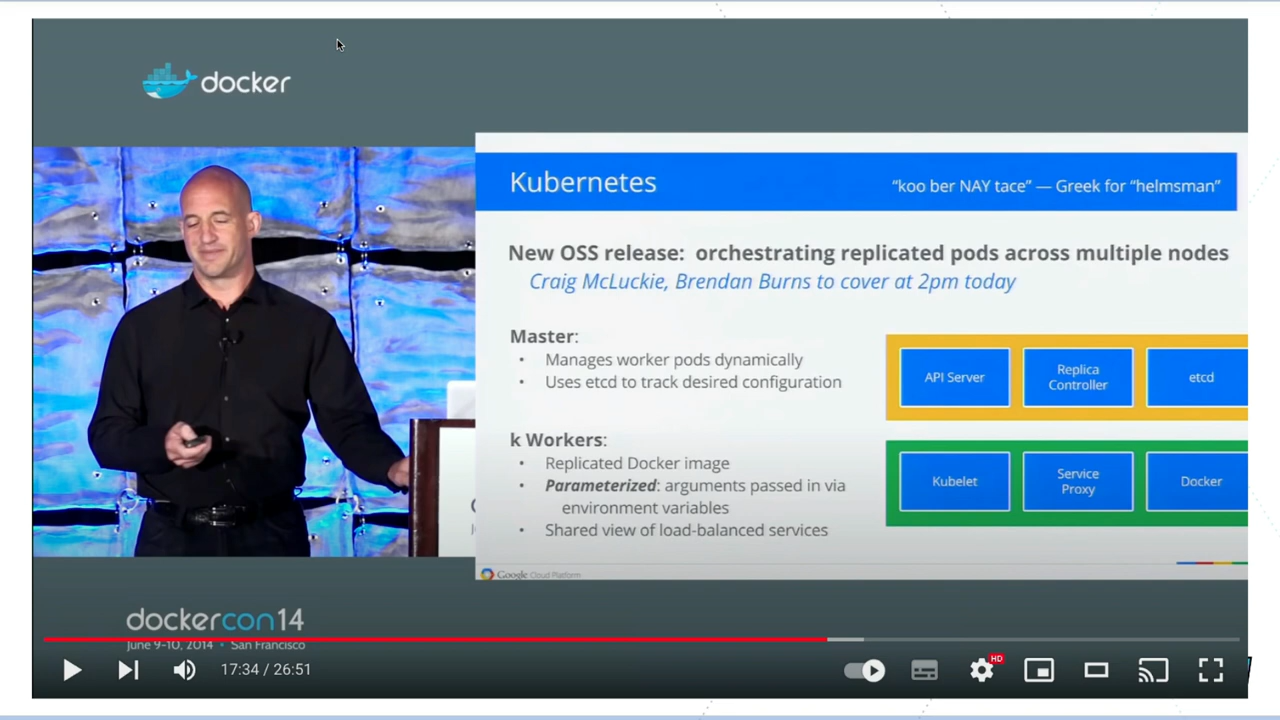 docker
Kubernetes
“koo ber NAY tace” — Greek for “helmsman”
New OSS release: orchestrating replicated pods across multiple nodes
Craig McLuckie, Brendan Burns to cover at 2pm today
Master:
• Manages worker pods dynamically
• Uses etcd to track desired configuration
API Server
Replica
Controller
etcd
k Workers:
• Replicated Docker image
• Parameterized: arguments passed in via
environment variables
• Shared view of load-balanced services
Kubelet
Service
Proxy
Docker
Google Cloud Platform
dockercon14
June 9-10, 2014 • San Francisco
17:34 / 26:51
HD